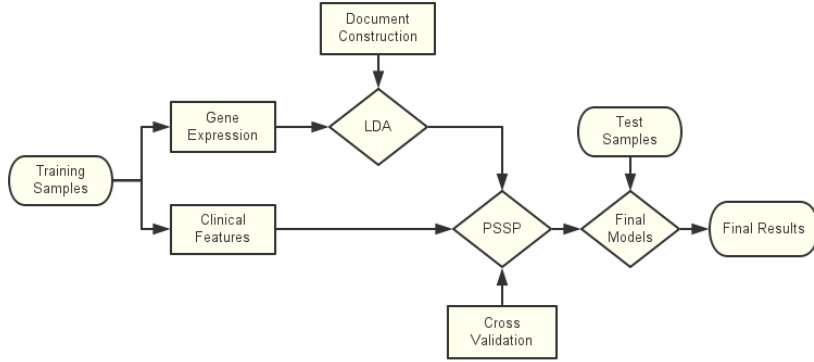 Document
Construction
Gene
Expression
LDA
Test
Samples
Training
Samples
Clinical
Features
PSSP
Final
Models
Final Results
Cross
Validation